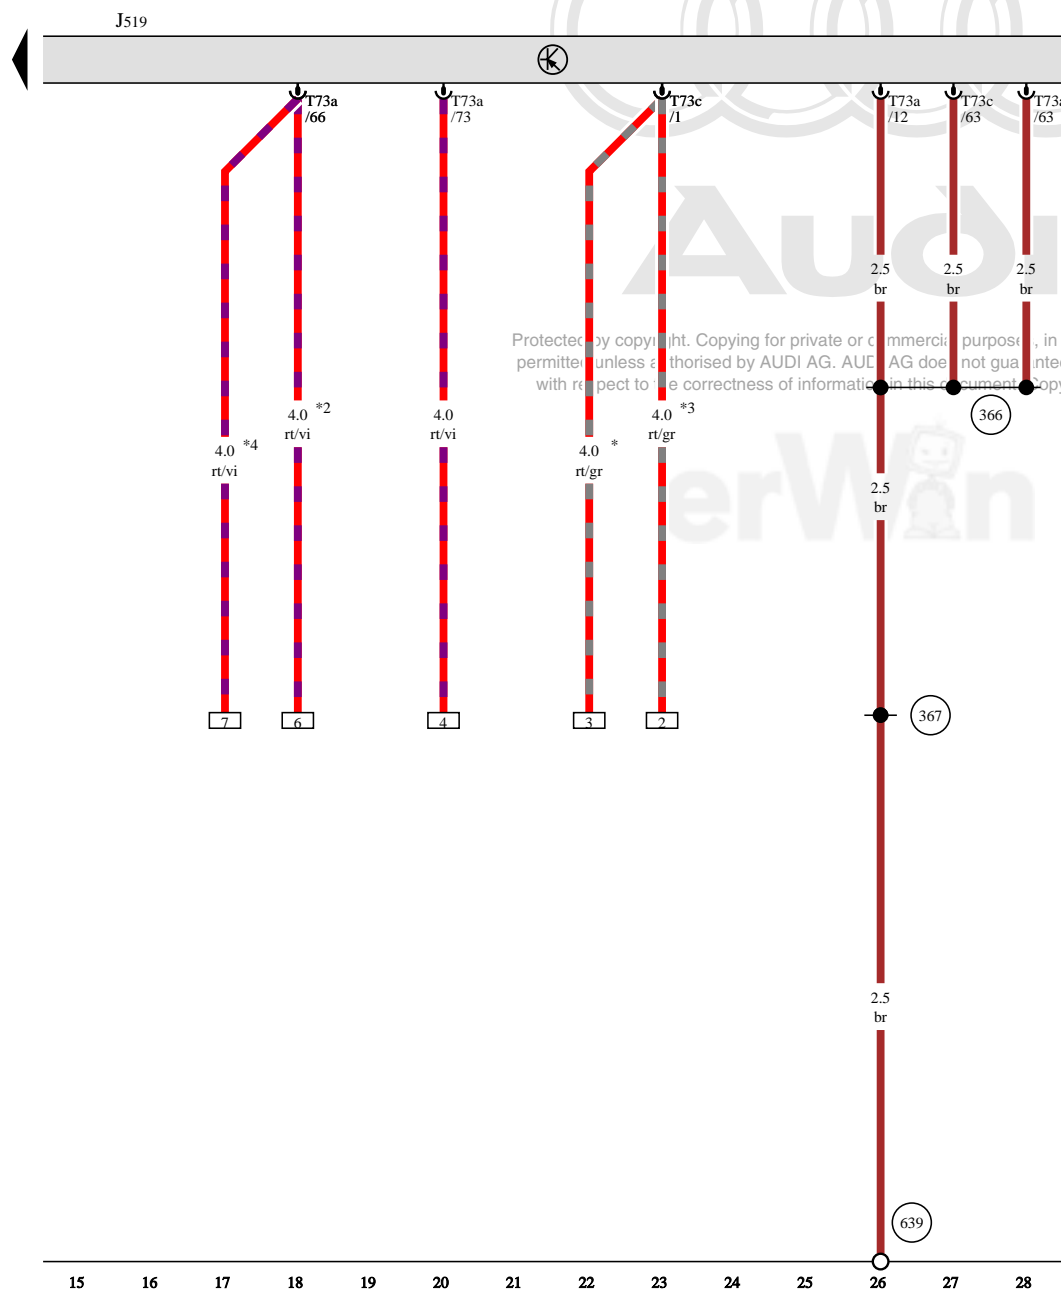 J519
T73a
/66
T73a
/73
T73c
/1
T73a
/12
T73c
/63
T73a
/63
Audi
2.5
br
2.5
br
2.5
br
Protected by copyright. Copying for private or commercial purposes, in
permitted unless authorised by AUDI AG. AUDI AG does not guarantee
with respect to the correctness of information in this document. Copy
4.0
rt/vi
*2
4.0
rt/vi
4.0
rt/gr
*3
366
4.0
rt/vi
*4
4.0
rt/gr
*
erWin
2.5
br
7
6
4
3
2
367
2.5
br
639
15 16 17 18 19 20 21 22 23 24 25 26 27 28